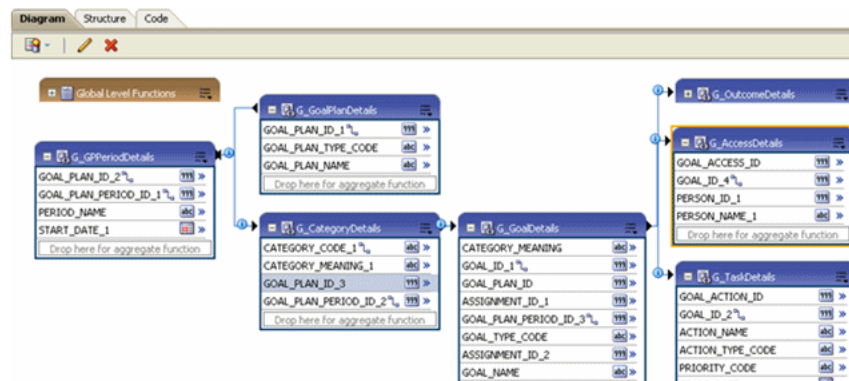 Diagram Structure Code
Global Level Functions
G_GPPeriodDetails
GOAL_PLAN_ID_2
GOAL_PLAN_PERIOD_ID_1
PERIOD_NAME
START_DATE_1
Drop here for aggregate function
G_GoalPlanDetails
GOAL_PLAN_ID_1
GOAL_PLAN_TYPE_CODE
GOAL_PLAN_NAME
Drop here for aggregate function
G_CategoryDetails
CATEGORY_CODE_1
CATEGORY_MEANING_1
GOAL_PLAN_ID_3
GOAL_PLAN_PERIOD_ID_2
Drop here for aggregate function
G_GoalDetails
CATEGORY_MEANING
GOAL_ID_1
GOAL_PLAN_ID
ASSIGNMENT_ID_1
GOAL_PLAN_PERIOD_ID_3
GOAL_TYPE_CODE
ASSIGNMENT_ID_2
GOAL_NAME
G_OutcomeDetails
G_AccessDetails
GOAL_ACCESS_ID
GOAL_ID_4
PERSON_ID_1
PERSON_NAME_1
Drop here for aggregate function
G_TaskDetails
GOAL_ACTION_ID
GOAL_ID_2
ACTION_NAME
ACTION_TYPE_CODE
PRIORITY_CODE